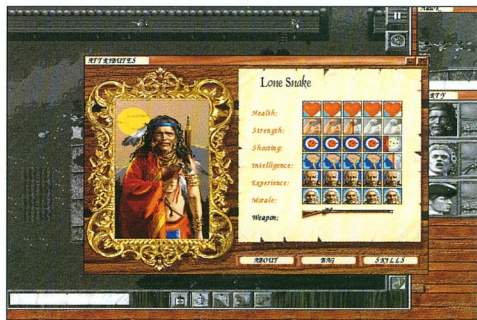 ATTRIBUTES
Lone Snake
Health:
Strength:
Shooting:
Intelligence:
Experience:
Morale:
Weapon:
ABOUT
BAG
SKILLS